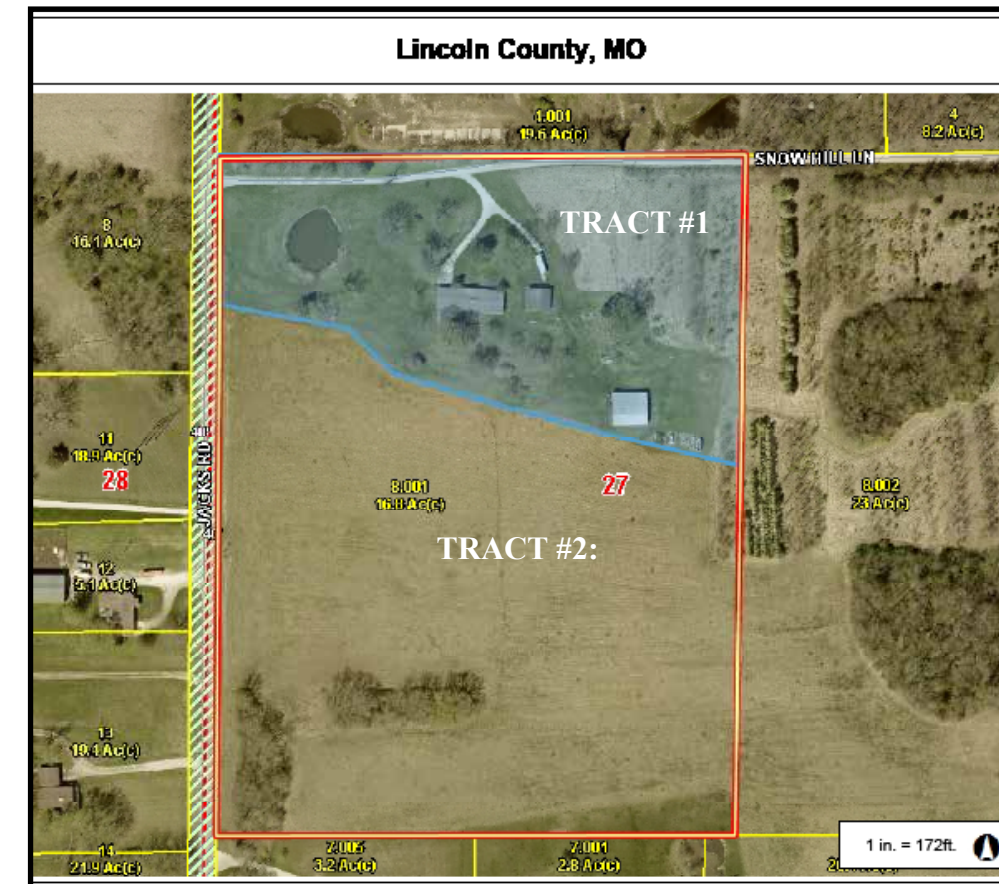 Lincoln County, MO
1.001
19.6 Ac(c)
4
8.2 Ac(c)
SNOW HILL LN
TRACT #1
8
16.1 Ac(c)
11
18.9 Ac(c)
28
JACKS RD
8.001
16.8 Ac(c)
27
8.002
23 Ac(c)
TRACT #2:
12
5.1 Ac(c)
13
19.4 Ac(c)
14
21.9 Ac(c)
7.005
3.2 Ac(c)
7.001
2.8 Ac(c)
1 in. = 172ft.